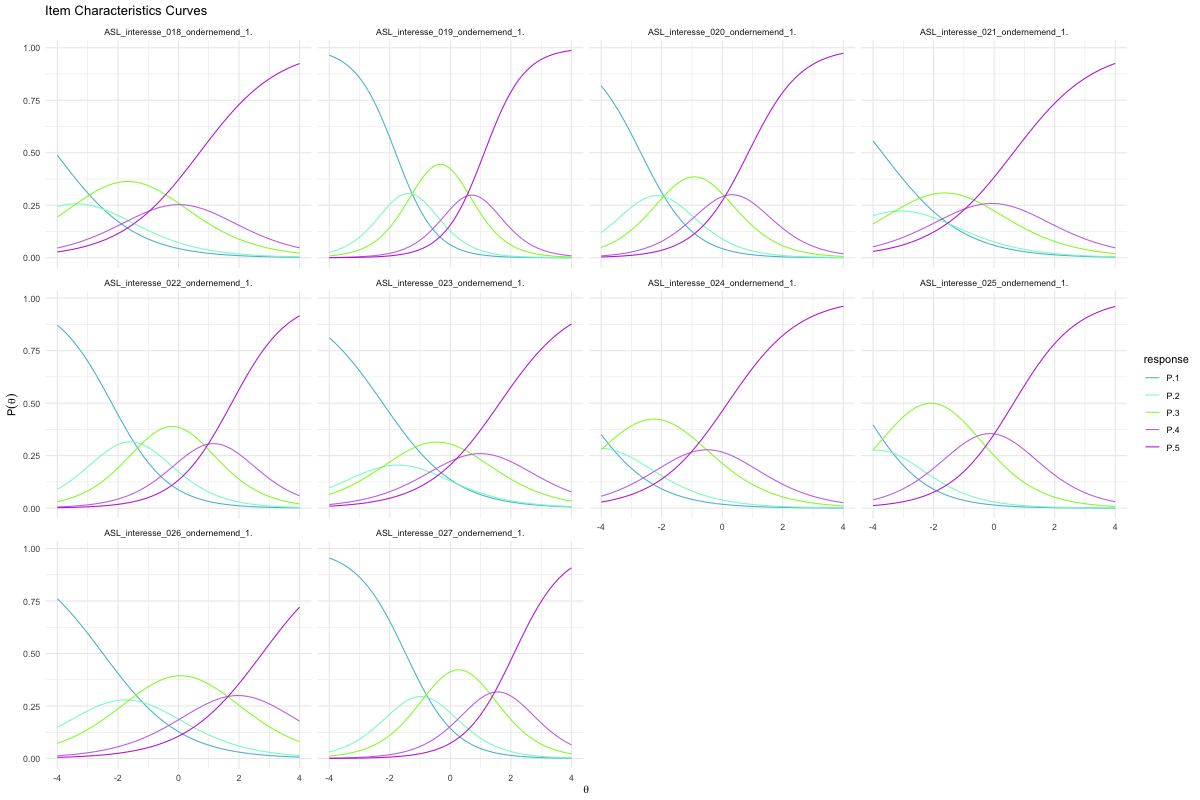 Item Characteristics Curves
ASL_interesse_018_ondernemend_1.
ASL_interesse_019_ondernemend_1.
ASL_interesse_020_ondernemend_1.
ASL_interesse_021_ondernemend_1.
1.00
0.75
0.50
0.25
0.00
ASL_interesse_022_ondernemend_1.
ASL_interesse_023_ondernemend_1.
ASL_interesse_024_ondernemend_1.
ASL_interesse_025_ondernemend_1.
1.00
0.75
0.50
0.25
0.00
-4 -2 0 2 4
-4 -2 0 2 4
ASL_interesse_026_ondernemend_1.
ASL_interesse_027_ondernemend_1.
1.00
0.75
0.50
0.25
0.00
-4 -2 0 2 4
-4 -2 0 2 4
P(θ)
θ
response
P.1
P.2
P.3
P.4
P.5